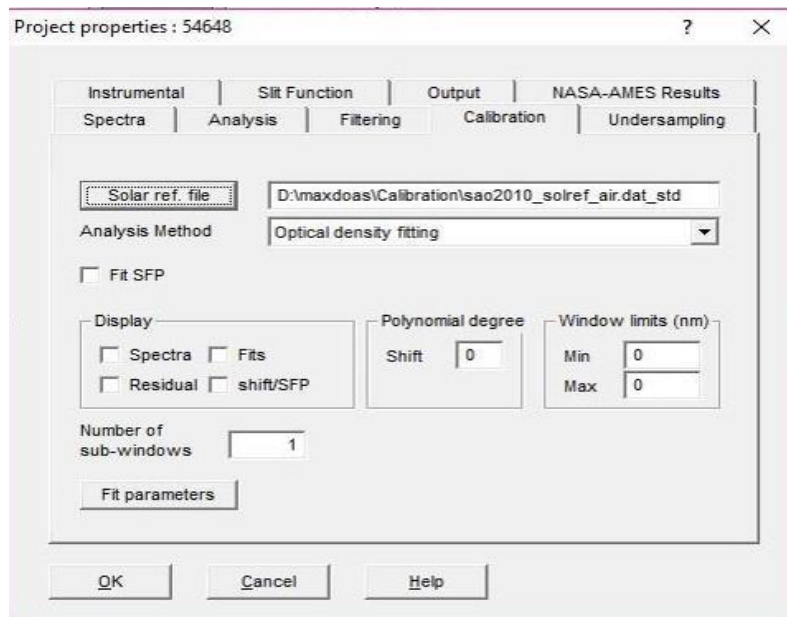 Project properties : 54648 ? X
Instrumental Slit Function Output NASA-AMES Results
Spectra Analysis Filtering Calibration Undersampling
Solar ref. file D:\maxdoas\Calibration\sao2010_solref_air.dat_std
Analysis Method Optical density fitting
Fit SFP
Display Polynomial degree Window limits (nm)
Spectra Fits Shift 0 Min 0
Residual shift/SFP Max 0
Number of
sub-windows 1
Fit parameters
OK Cancel Help